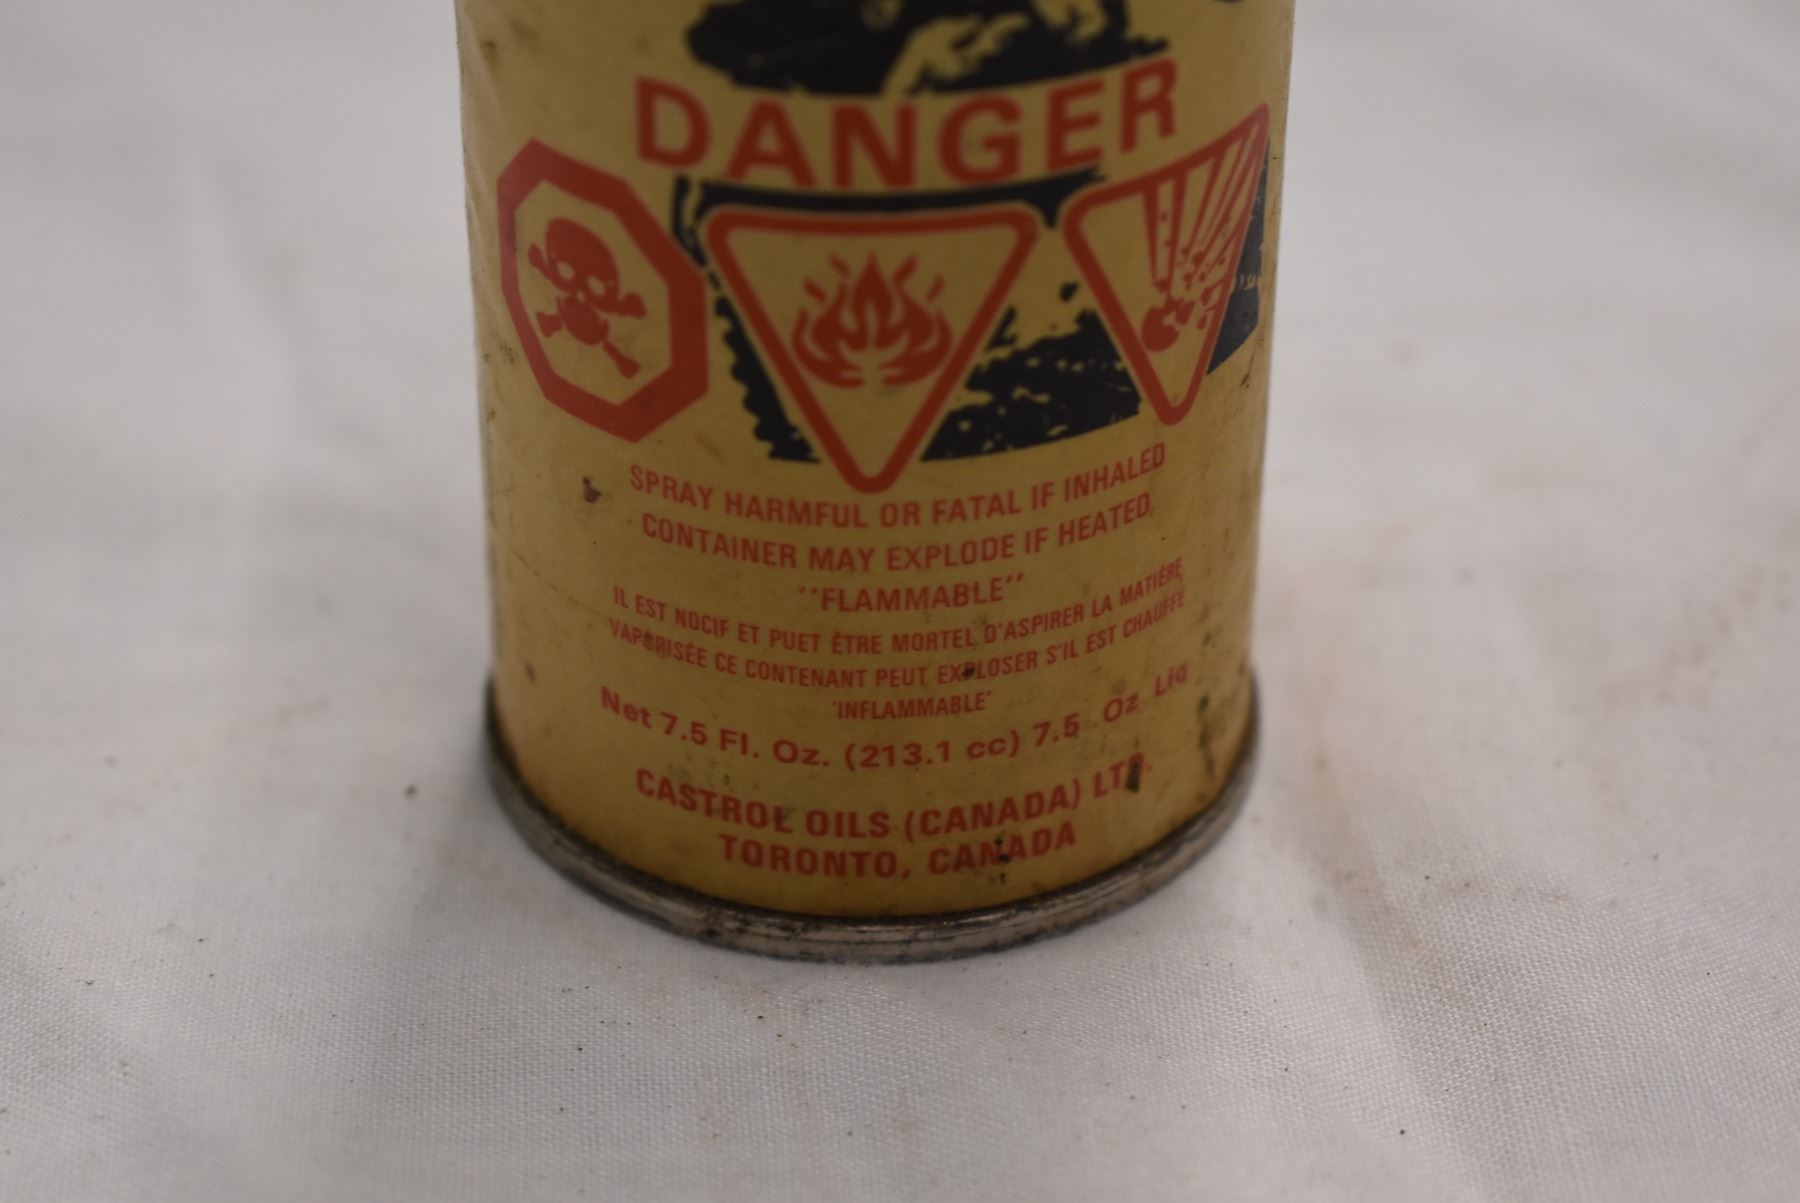 DANGER
SPRAY HARMFUL OR FATAL IF INHALED
CONTAINER MAY EXPLODE IF HEATED
"FLAMMABLE"
IL EST NOCIF ET PUET ÊTRE MORTEL D'ASPIRER LA MATIÈRE
VAPORISÉE CE CONTENANT PEUT EXPLOSER S'IL EST CHAUFFÉ
'INFLAMMABLE'
Net 7.5 Fl. Oz. (213.1 cc) 7.5 Oz Liq
CASTROL OILS (CANADA) LTD.
TORONTO, CANADA